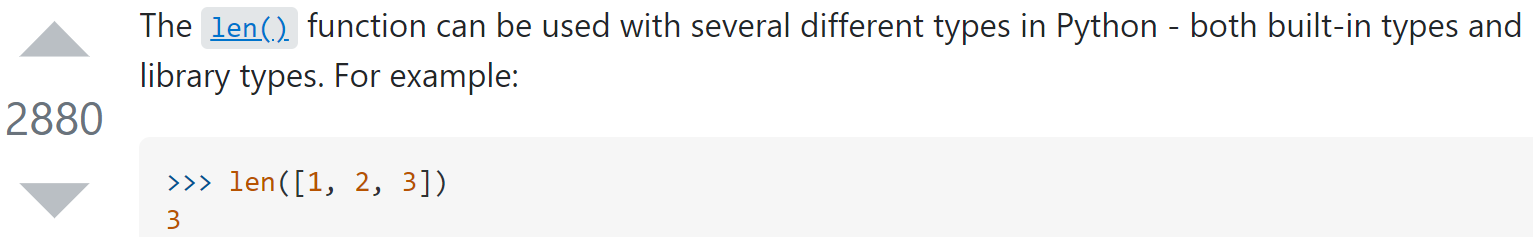 The len() function can be used with several different types in Python - both built-in types and
library types. For example:
2880
>>> len([1, 2, 3])
3